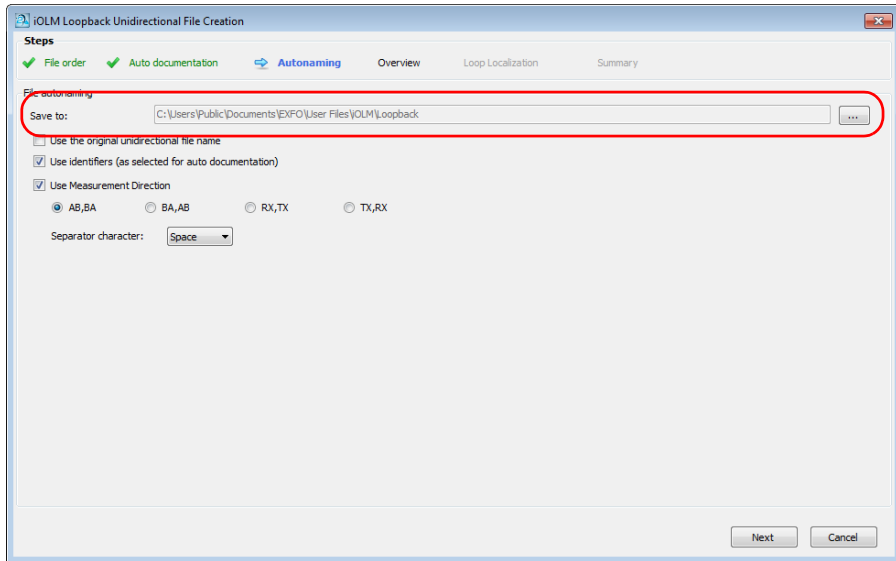 iOLM Loopback Unidirectional File Creation
Steps
File order Auto documentation Autonaming Overview Loop Localization Summary
File autonaming
Save to: C:\Users\Public\Documents\EXFO\User Files\iOLM\Loopback ...
Use the original unidirectional file name
Use identifiers (as selected for auto documentation)
Use Measurement Direction
AB,BA BA,AB RX,TX TX,RX
Separator character: Space
Next Cancel